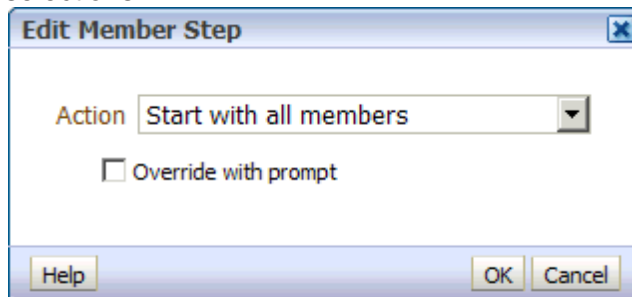 Edit Member Step
Action Start with all members
Override with prompt
Help OK Cancel